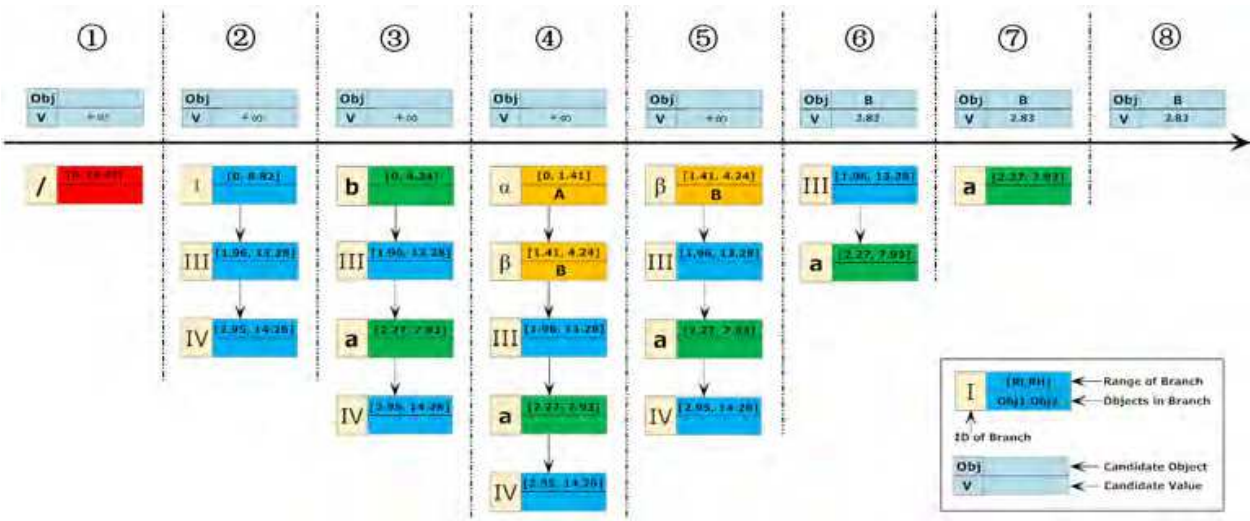 ① ② ③ ④ ⑤ ⑥ ⑦ ⑧
Obj
V +∞
Obj
V +∞
Obj
V +∞
Obj
V +∞
Obj
V +∞
Obj B
V 2.83
Obj B
V 2.83
Obj B
V 2.83
/
I [0, 8.82]
III [1.96, 13.28]
IV [2.95, 14.28]
b [0, 4.24]
III [1.96, 13.28]
a [2.27, 7.93]
IV [2.95, 14.28]
α [0, 1.41]
A
β [1.41, 4.24]
B
III [1.96, 13.28]
a [2.27, 7.93]
IV [2.95, 14.28]
β [1.41, 4.24]
B
III [1.96, 13.28]
a [2.27, 7.93]
IV [2.95, 14.28]
III [1.96, 13.28]
a [2.27, 7.93]
a [2.27, 7.93]
I
Range of Branch
Obj1 Obj2 Objects in Branch
ID of Branch
Obj Candidate Object
V Candidate Value